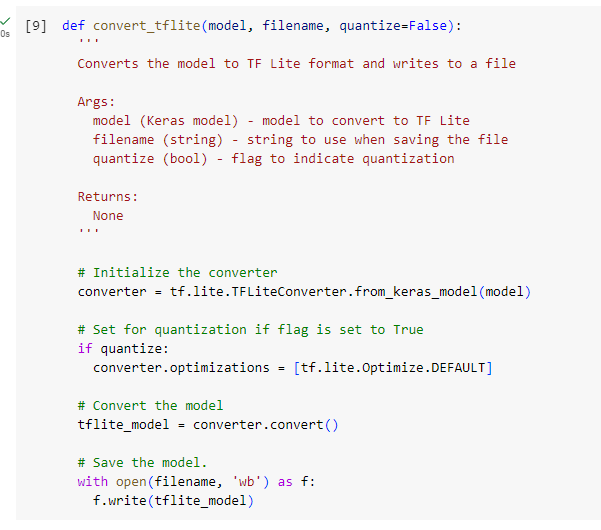 [9] def convert_tflite(model, filename, quantize=False):
'''
Converts the model to TF Lite format and writes to a file
Args:
model (Keras model) - model to convert to TF Lite
filename (string) - string to use when saving the file
quantize (bool) - flag to indicate quantization
Returns:
None
'''
# Initialize the converter
converter = tf.lite.TFLiteConverter.from_keras_model(model)
# Set for quantization if flag is set to True
if quantize:
converter.optimizations = [tf.lite.Optimize.DEFAULT]
# Convert the model
tflite_model = converter.convert()
# Save the model.
with open(filename, 'wb') as f:
f.write(tflite_model)
0s